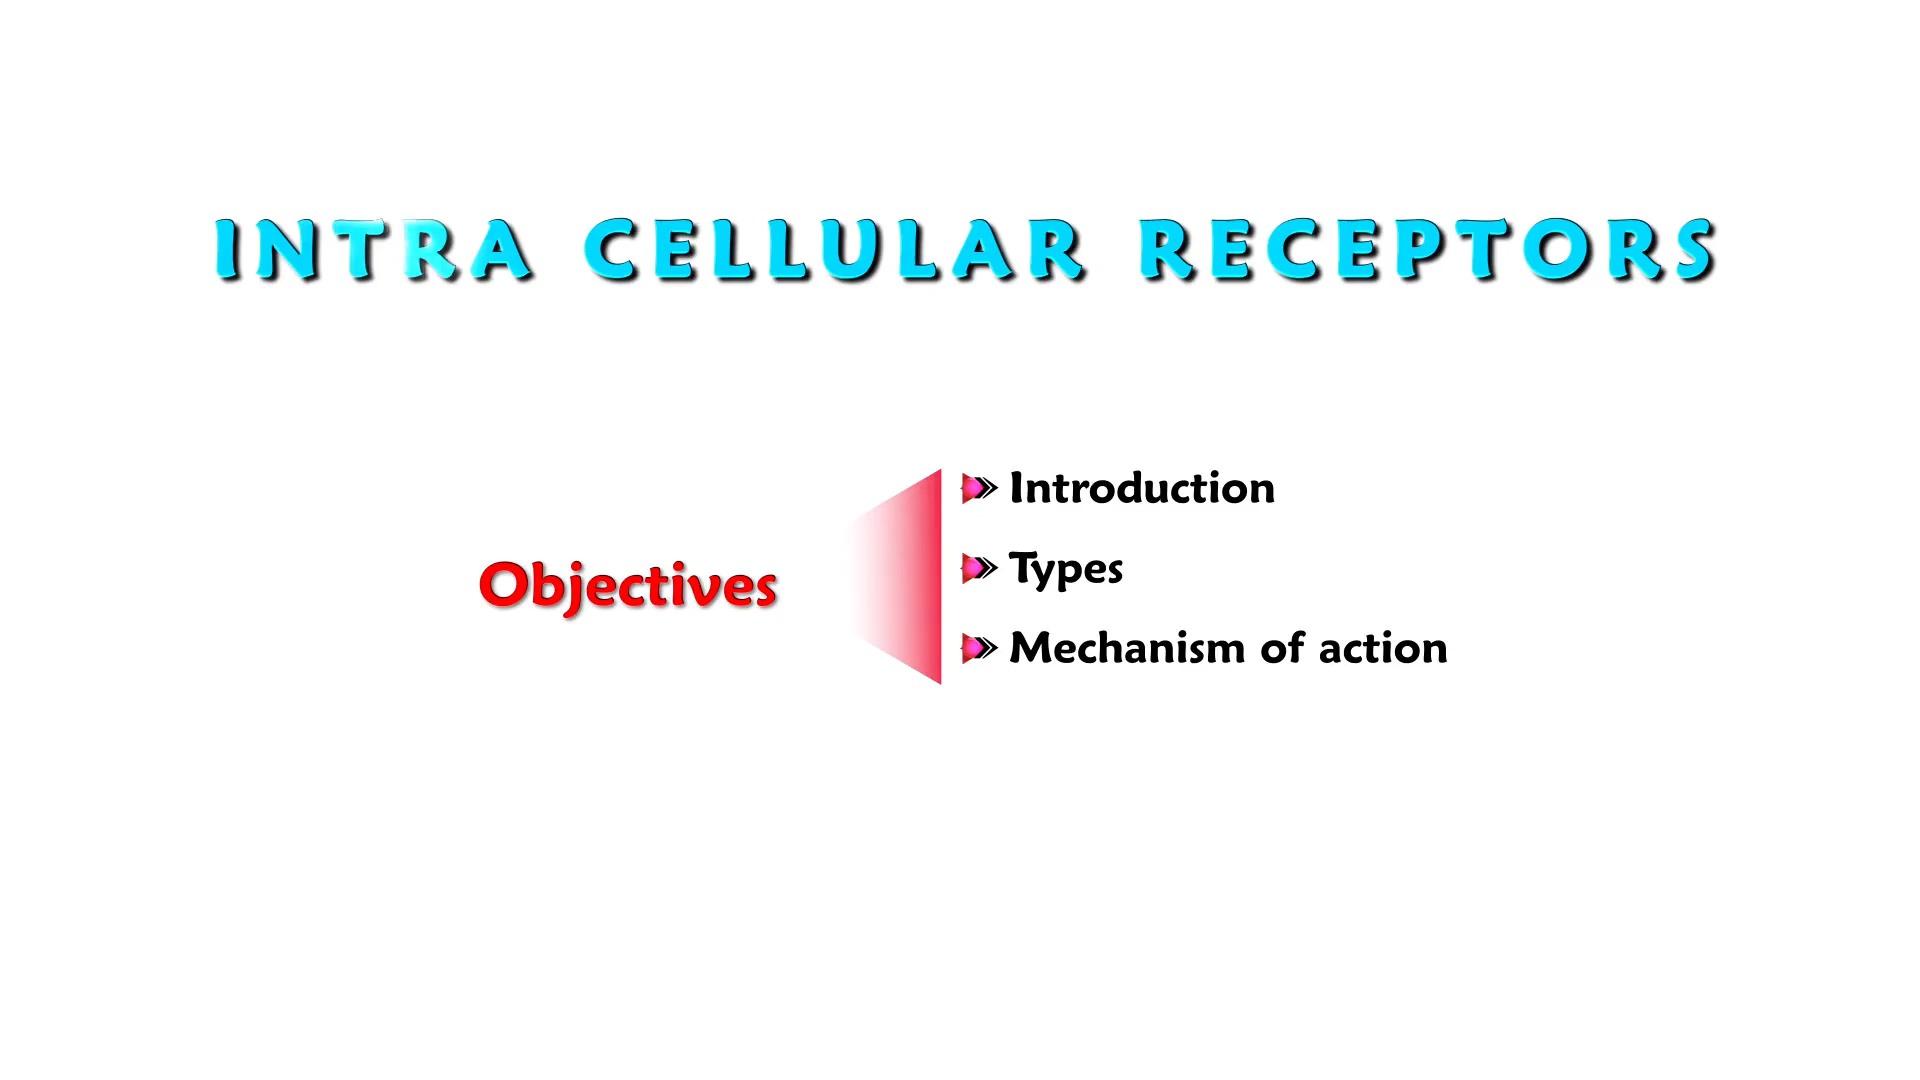 INTRA CELLULAR RECEPTORS
Objectives
Introduction
Types
Mechanism of action